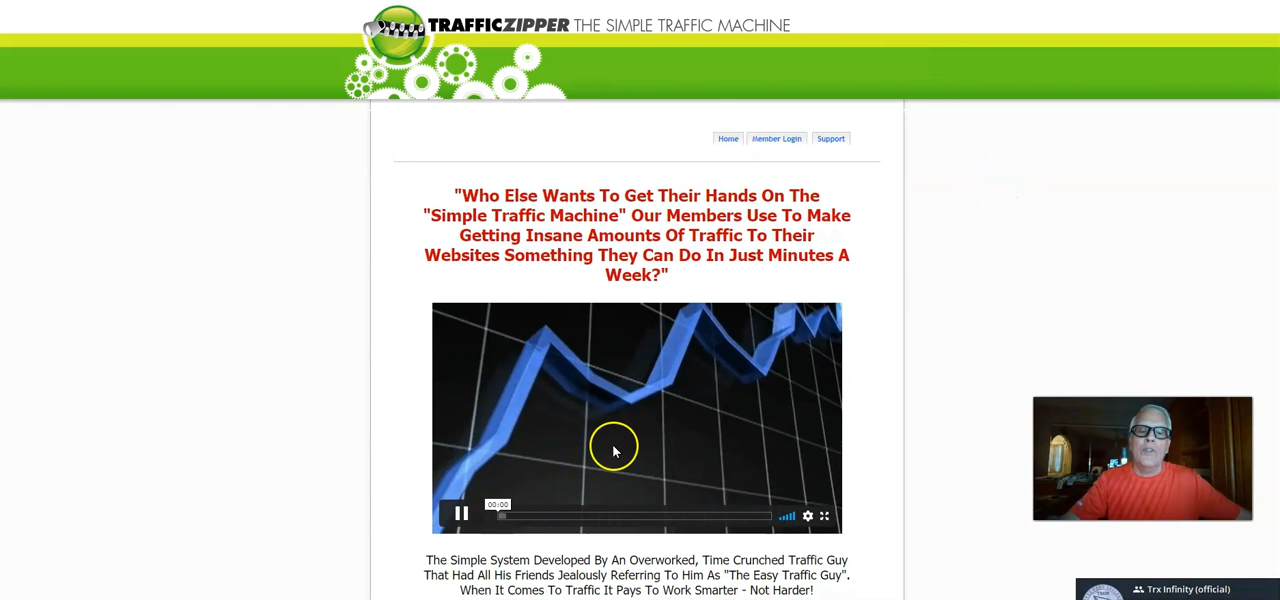 TRAFFICZIPPER THE SIMPLE TRAFFIC MACHINE
Home Member Login Support
"Who Else Wants To Get Their Hands On The
"Simple Traffic Machine" Our Members Use To Make
Getting Insane Amounts Of Traffic To Their
Websites Something They Can Do In Just Minutes A
Week?"
00:00
The Simple System Developed By An Overworked, Time Crunched Traffic Guy
That Had All His Friends Jealously Referring To Him As "The Easy Traffic Guy".
When It Comes To Traffic It Pays To Work Smarter - Not Harder!
Trx Infinity (official)